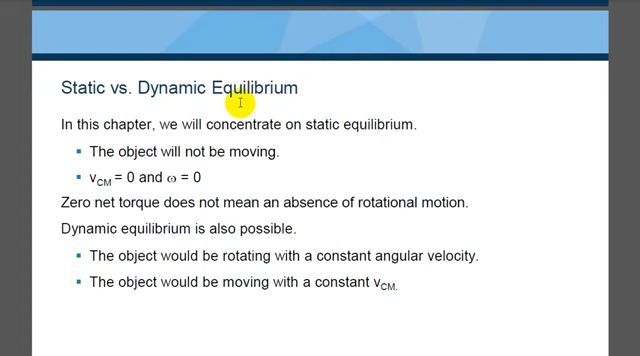 Static vs. Dynamic Equilibrium
In this chapter, we will concentrate on static equilibrium.
The object will not be moving.
vCM = 0 and ω = 0
Zero net torque does not mean an absence of rotational motion.
Dynamic equilibrium is also possible.
The object would be rotating with a constant angular velocity.
The object would be moving with a constant vCM.